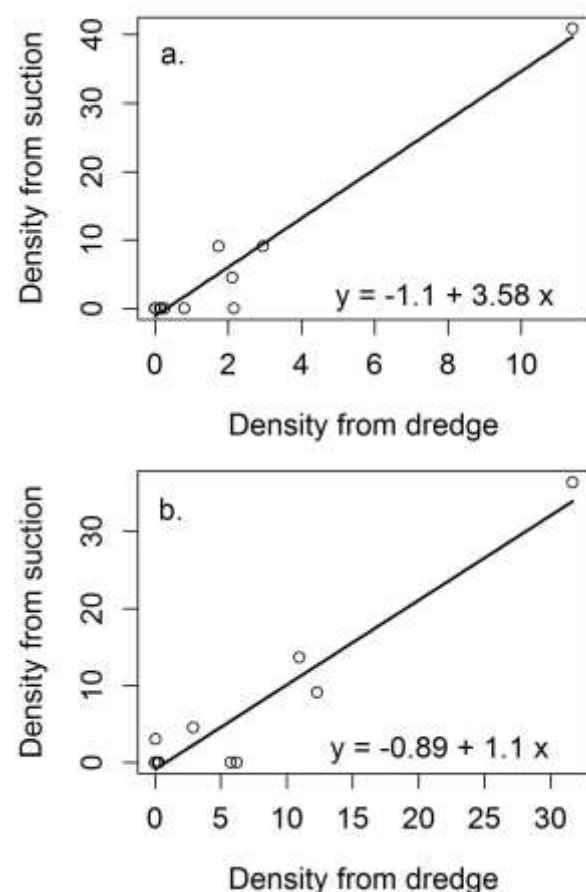 a.
Density from suction
40
30
20
10
0
y = -1.1 + 3.58 x
0 2 4 6 8 10
Density from dredge
b.
Density from suction
30
20
10
0
y = -0.89 + 1.1 x
0 5 10 15 20 25 30
Density from dredge